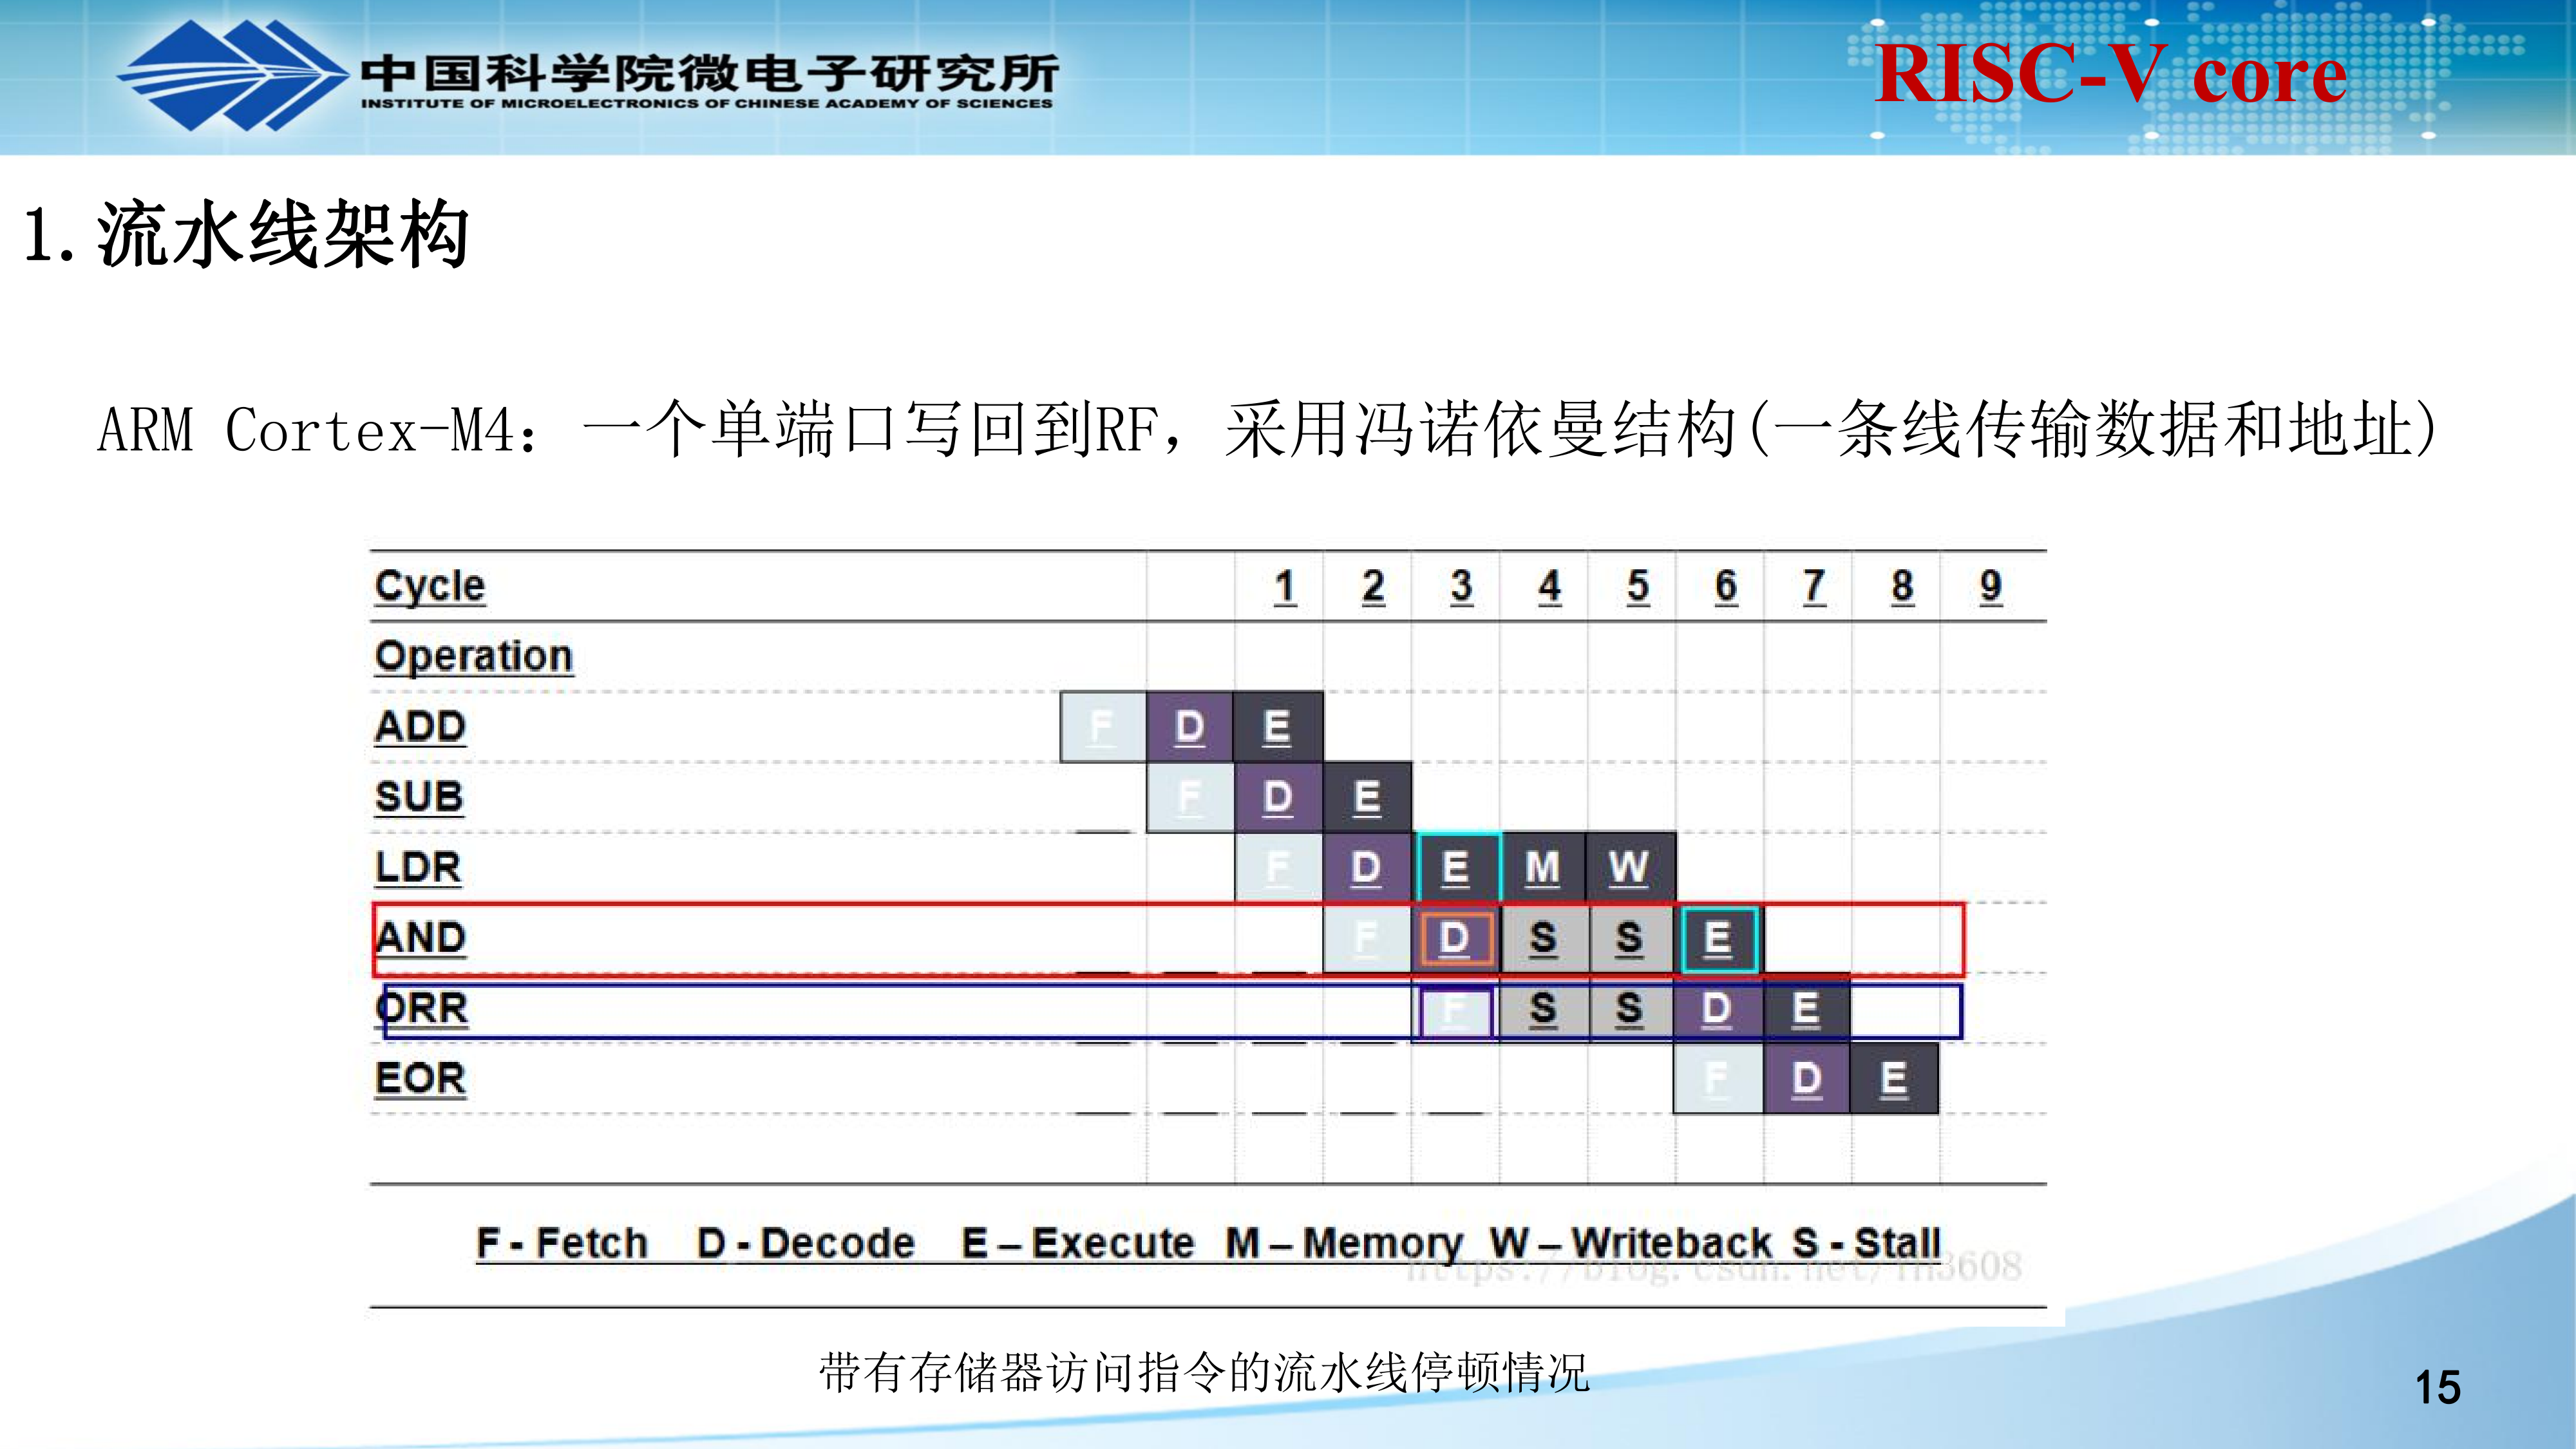 中国科学院微电子研究所
INSTITUTE OF MICROELECTRONICS OF CHINESE ACADEMY OF SCIENCES
RISC-V core
1.流水线架构
ARM Cortex-M4：一个单端口写回到RF，采用冯诺依曼结构(一条线传输数据和地址)
Cycle 1 2 3 4 5 6 7 8 9
Operation
ADD F D E
SUB F D E
LDR F D E M W
AND F D S S E
ORR F S S D E
EOR F D E
F - Fetch D - Decode E – Execute M – Memory W – Writeback S - Stall
带有存储器访问指令的流水线停顿情况
15